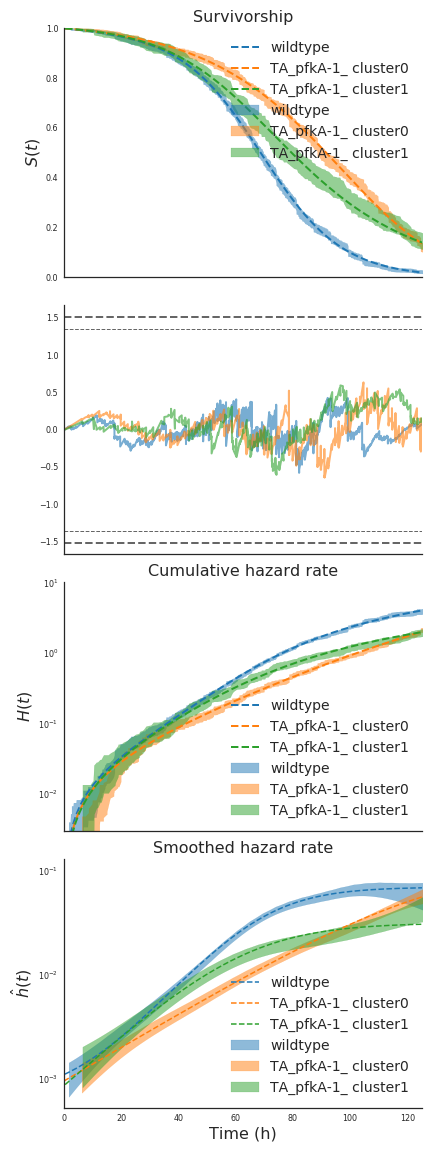 Survivorship
1.0
0.8
0.6
0.4
0.2
0.0
S(t)
wildtype
TA_pfkA-1_ cluster0
TA_pfkA-1_ cluster1
wildtype
TA_pfkA-1_ cluster0
TA_pfkA-1_ cluster1
1.5
1.0
0.5
0.0
−0.5
−1.0
−1.5
Cumulative hazard rate
10¹
10⁰
10⁻¹
10⁻²
H(t)
wildtype
TA_pfkA-1_ cluster0
TA_pfkA-1_ cluster1
wildtype
TA_pfkA-1_ cluster0
TA_pfkA-1_ cluster1
Smoothed hazard rate
10⁻¹
10⁻²
10⁻³
ĥ(t)
wildtype
TA_pfkA-1_ cluster0
TA_pfkA-1_ cluster1
wildtype
TA_pfkA-1_ cluster0
TA_pfkA-1_ cluster1
0 20 40 60 80 100 120
Time (h)